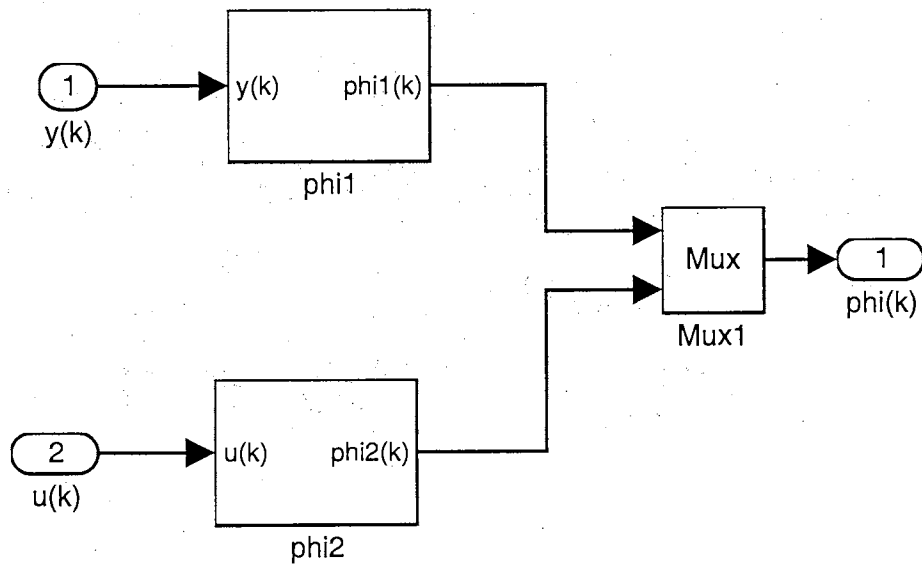 1
y(k)
y(k) phi1(k)
phi1
Mux
Mux1
1
phi(k)
2
u(k)
u(k) phi2(k)
phi2